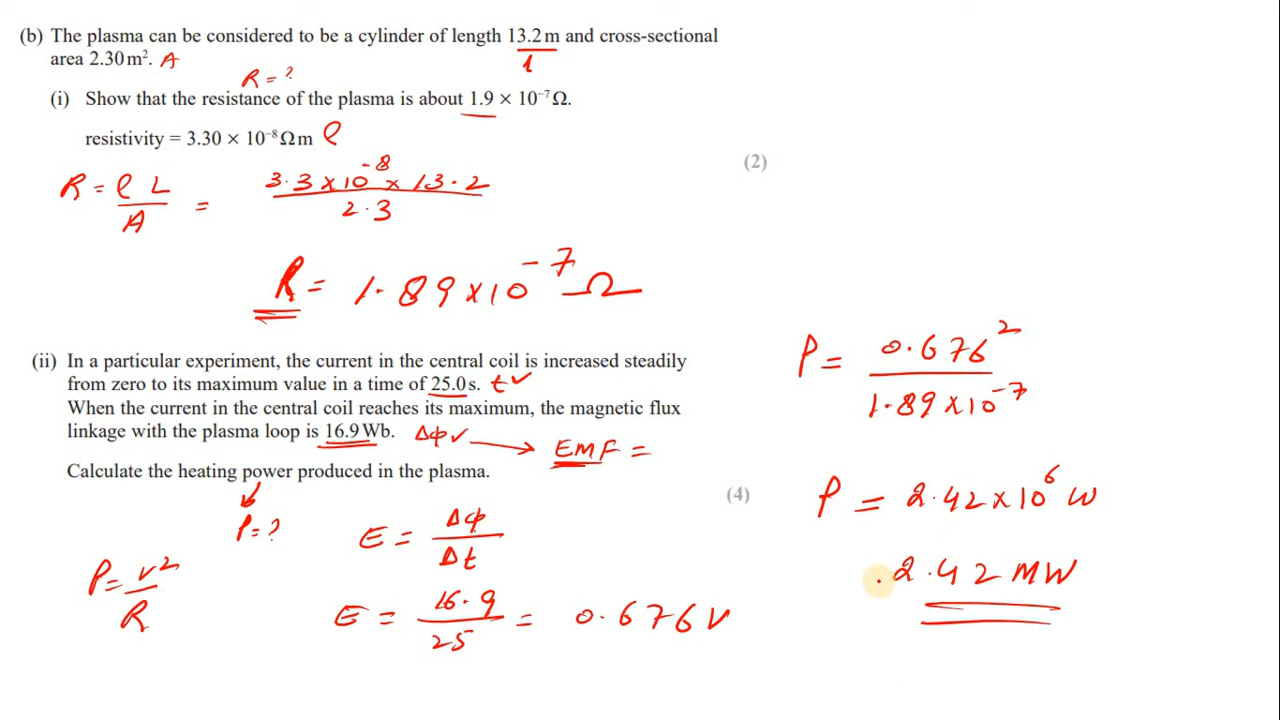 (b) The plasma can be considered to be a cylinder of length 13.2 m and cross-sectional
area 2.30 m². A
l
R = ?
(i) Show that the resistance of the plasma is about 1.9 × 10⁻⁷ Ω.
resistivity = 3.30 × 10⁻⁸ Ω m ρ
(2)
R = ρ L / A = 3.3 × 10⁻⁸ × 13.2 / 2.3
R = 1.89 × 10⁻⁷ Ω
(ii) In a particular experiment, the current in the central coil is increased steadily
from zero to its maximum value in a time of 25.0 s. t ✓
When the current in the central coil reaches its maximum, the magnetic flux
linkage with the plasma loop is 16.9 Wb. Δφ ✓ → EMF =
Calculate the heating power produced in the plasma.
(4)
P = ?
P = V² / R
E = Δφ / Δt
E = 16.9 / 25 = 0.676 V
P = 0.676² / 1.89 × 10⁻⁷
P = 2.42 × 10⁶ W
2.42 MW